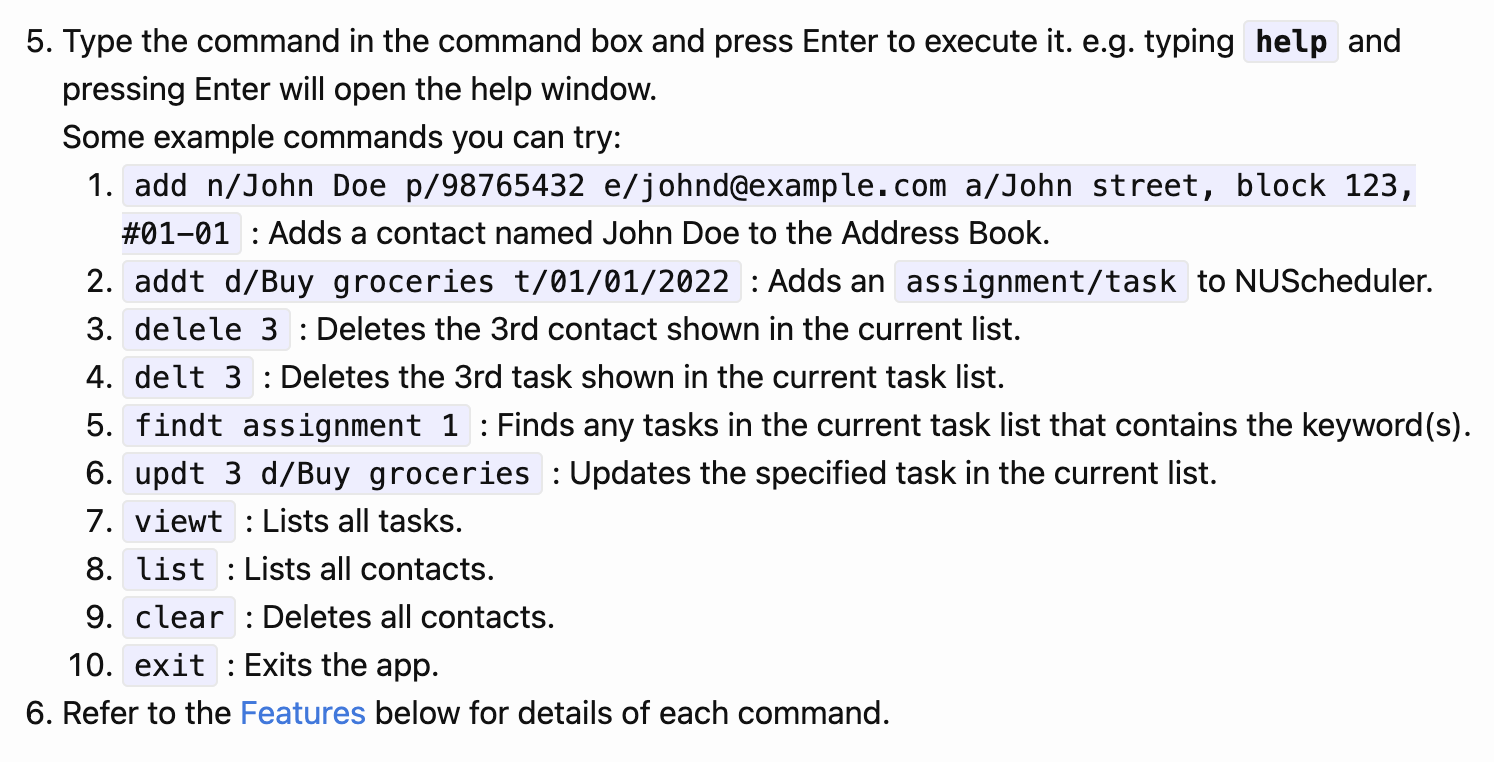 5. Type the command in the command box and press Enter to execute it. e.g. typing help and
pressing Enter will open the help window.
Some example commands you can try:
1. add n/John Doe p/98765432 e/johnd@example.com a/John street, block 123,
#01-01 : Adds a contact named John Doe to the Address Book.
2. addt d/Buy groceries t/01/01/2022 : Adds an assignment/task to NUScheduler.
3. delele 3 : Deletes the 3rd contact shown in the current list.
4. delt 3 : Deletes the 3rd task shown in the current task list.
5. findt assignment 1 : Finds any tasks in the current task list that contains the keyword(s).
6. updt 3 d/Buy groceries : Updates the specified task in the current list.
7. viewt : Lists all tasks.
8. list : Lists all contacts.
9. clear : Deletes all contacts.
10. exit : Exits the app.
6. Refer to the Features below for details of each command.